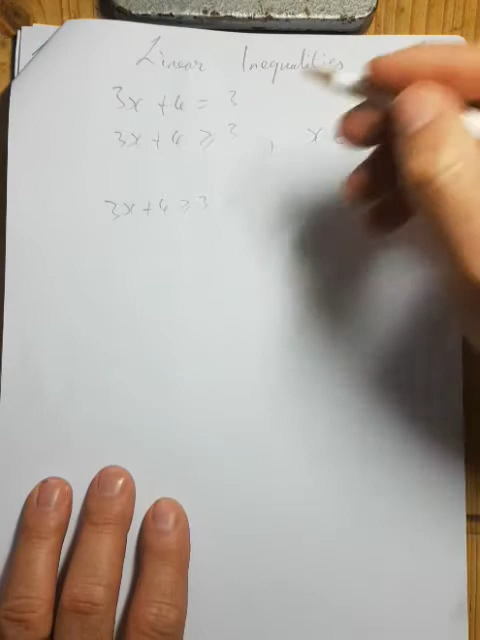 Linear Inequalities
3x + 4 = 3
3x + 4 ≥ 3 , x
3x + 4 ≥ 3